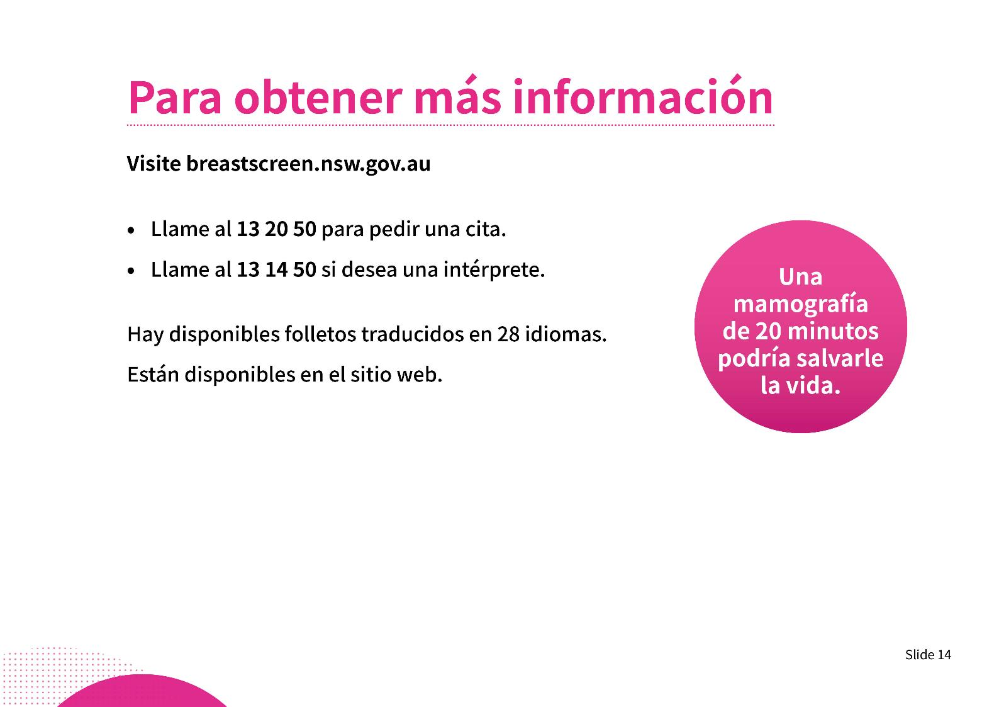 Para obtener más información
Visite breastscreen.nsw.gov.au
• Llame al 13 20 50 para pedir una cita.
• Llame al 13 14 50 si desea una intérprete.
Hay disponibles folletos traducidos en 28 idiomas.
Están disponibles en el sitio web.
Una
mamografía
de 20 minutos
podría salvarle
la vida.
Slide 14